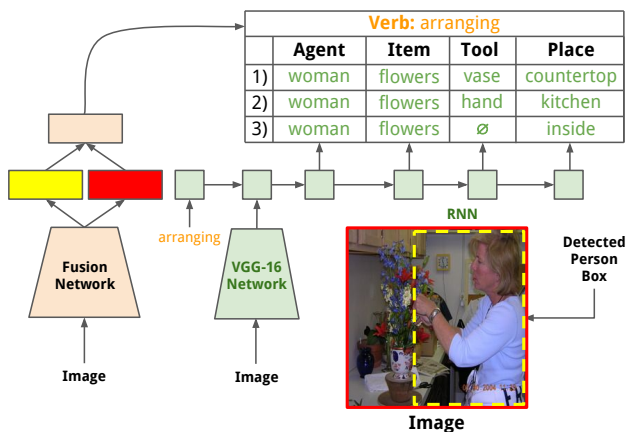 Verb: arranging
Agent Item Tool Place
1) woman flowers vase countertop
2) woman flowers hand kitchen
3) woman flowers ∅ inside
arranging
RNN
Fusion
Network
VGG-16
Network
Detected
Person
Box
Image
Image
Image